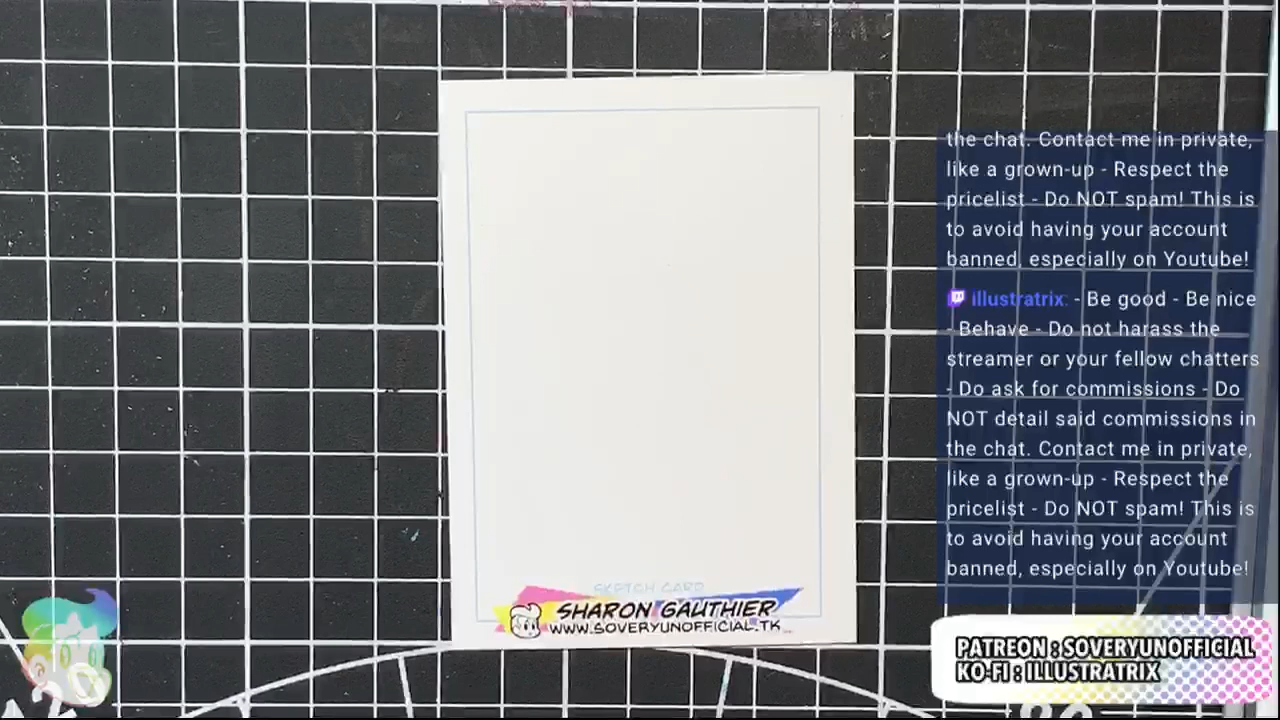 the chat. Contact me in private,
like a grown-up - Respect the
pricelist - Do NOT spam! This is
to avoid having your account
banned, especially on Youtube!
illustratrix: - Be good - Be nice
- Behave - Do not harass the
streamer or your fellow chatters
- Do ask for commissions - Do
NOT detail said commissions in
the chat. Contact me in private,
like a grown-up - Respect the
pricelist - Do NOT spam! This is
to avoid having your account
banned, especially on Youtube!
SKETCH CARD
SHARON GAUTHIER
WWW.SOVERYUNOFFICIAL.TK
PATREON : SOVERYUNOFFICIAL
KO-FI : ILLUSTRATRIX